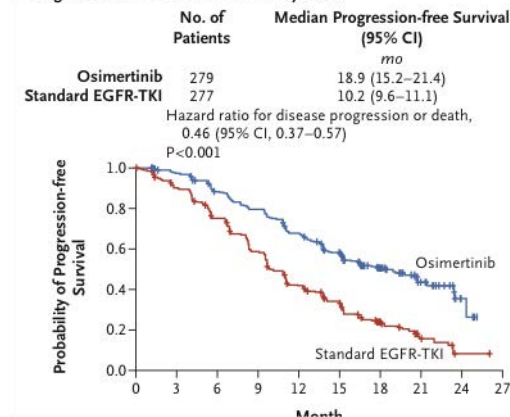 No. of Median Progression-free Survival
Patients (95% CI)
mo
Osimertinib 279 18.9 (15.2–21.4)
Standard EGFR-TKI 277 10.2 (9.6–11.1)
Hazard ratio for disease progression or death,
0.46 (95% CI, 0.37–0.57)
P<0.001
Probability of Progression-free
Survival
1.0
0.8
0.6
0.4
0.2
0.0
Osimertinib
Standard EGFR-TKI
0 3 6 9 12 15 18 21 24 27
Month